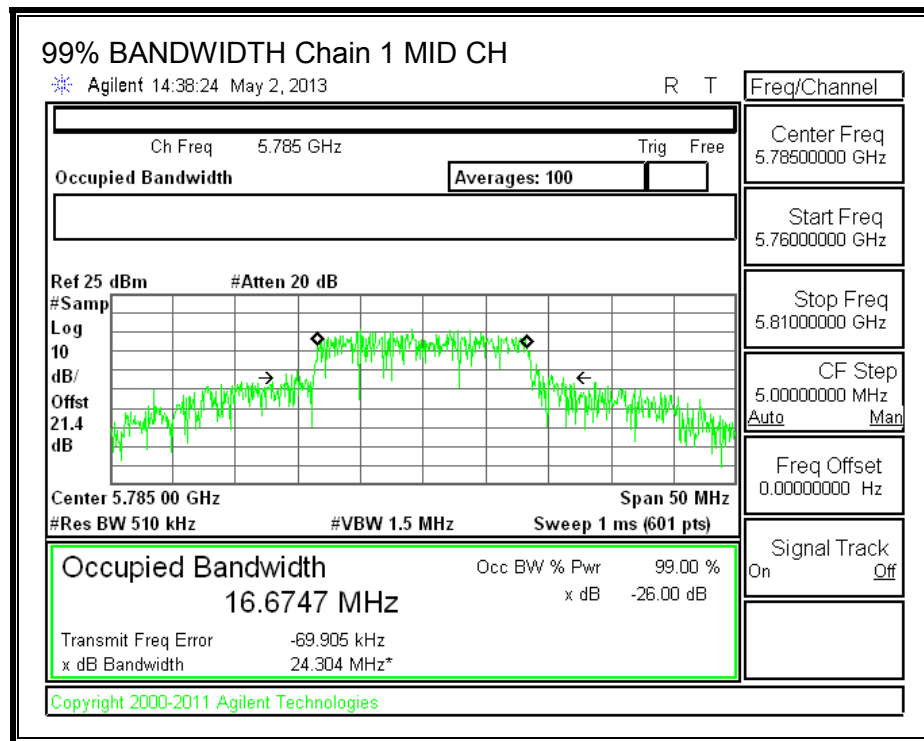 99% BANDWIDTH Chain 1 MID CH
Agilent 14:38:24 May 2, 2013 R T
Freq/Channel
Ch Freq 5.785 GHz Trig Free
Occupied Bandwidth Averages: 100
Center Freq
5.78500000 GHz
Start Freq
5.76000000 GHz
Ref 25 dBm #Atten 20 dB
#Samp
Log
10
dB/
Offst
21.4
dB
Stop Freq
5.81000000 GHz
CF Step
5.00000000 MHz
Auto Man
Center 5.785 00 GHz Span 50 MHz
#Res BW 510 kHz #VBW 1.5 MHz Sweep 1 ms (601 pts)
Freq Offset
0.00000000 Hz
Occupied Bandwidth Occ BW % Pwr 99.00 %
16.6747 MHz x dB -26.00 dB
Transmit Freq Error -69.905 kHz
x dB Bandwidth 24.304 MHz*
Signal Track
On Off
Copyright 2000-2011 Agilent Technologies